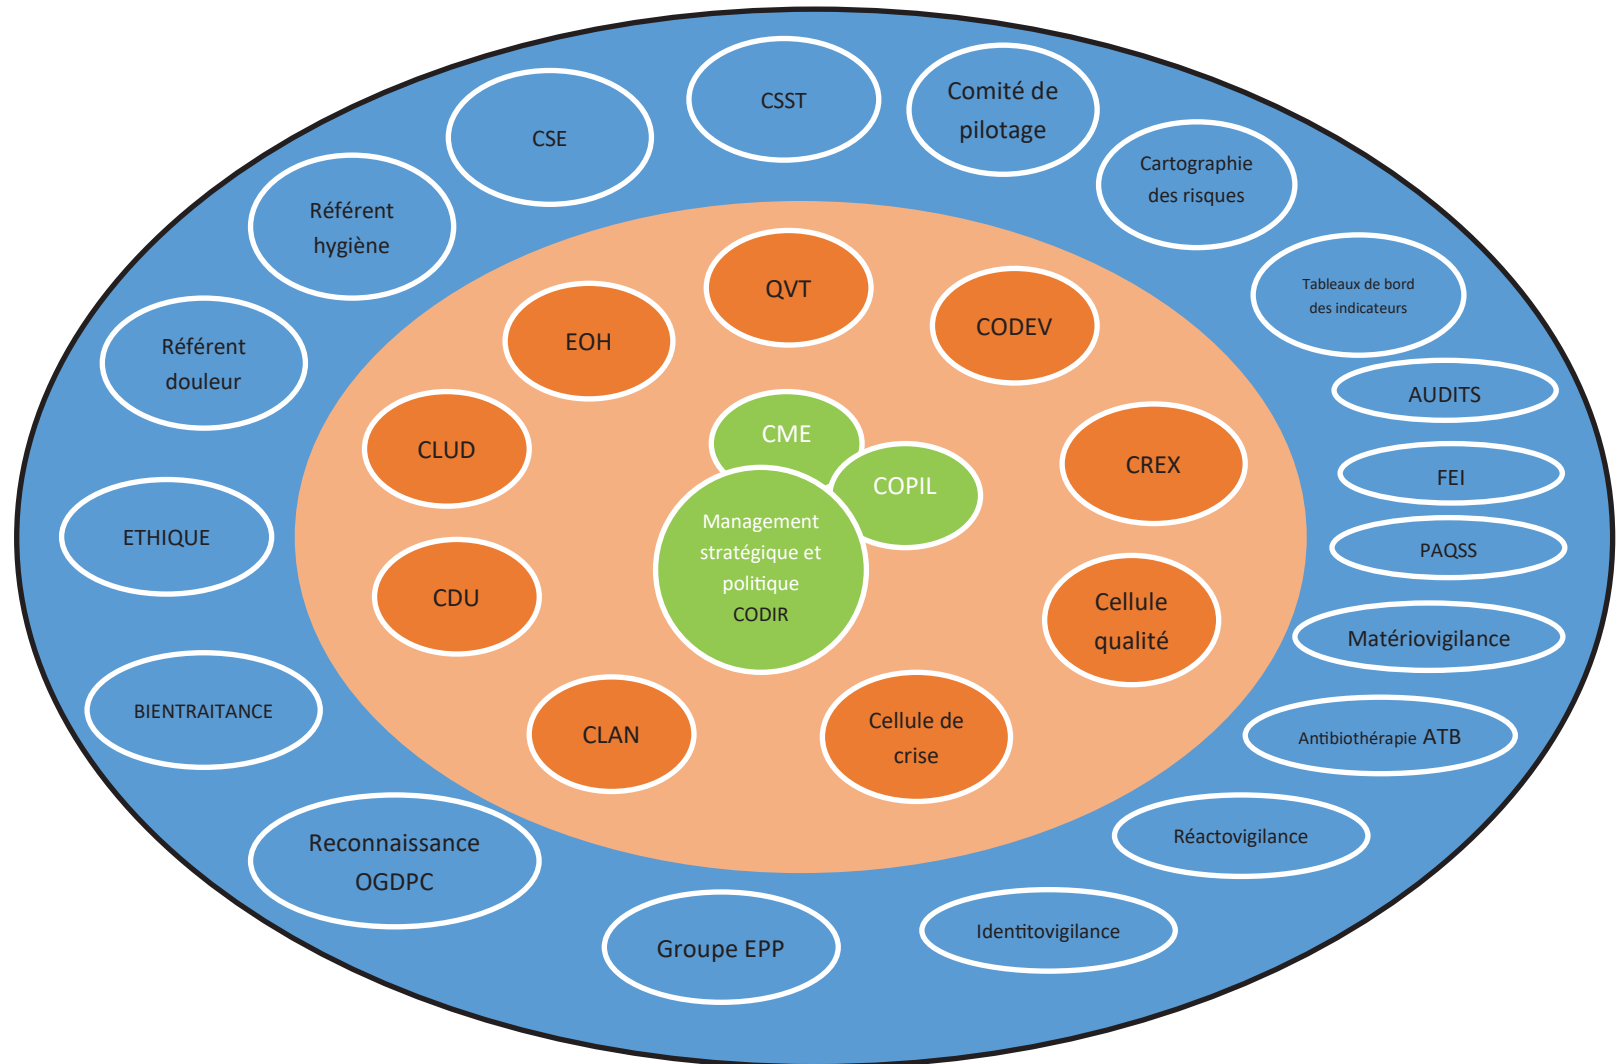 CSST
Comité de
pilotage
CSE
Cartographie
des risques
Référent
hygiène
Tableaux de bord
des indicateurs
QVT
CODEV
EOH
Référent
douleur
AUDITS
CME
CLUD
CREX
FEI
COPIL
Management
stratégique et
politique
CODIR
ETHIQUE
PAQSS
CDU
Cellule
qualité
Matériovigilance
BIENTRAITANCE
CLAN
Cellule de
crise
Antibiothérapie ATB
Reconnaissance
OGDPC
Réactovigilance
Groupe EPP
Identitovigilance